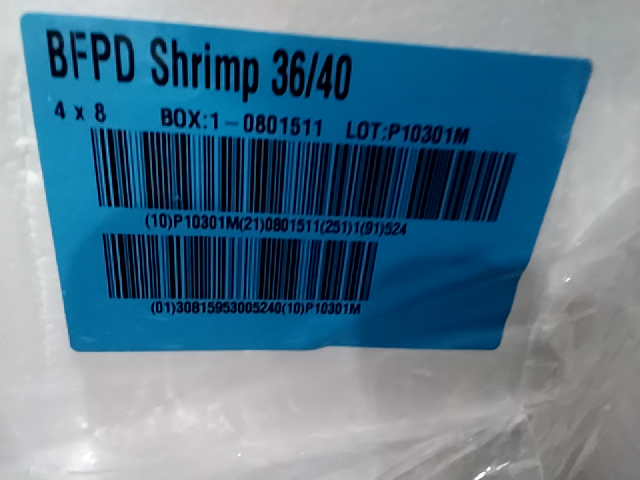 BFPD Shrimp 36/40
4 x 8 BOX:1-0801511 LOT:P10301M
(10)P10301M(21)0801511(251)1(91)524
(01)30815953005240(10)P10301M